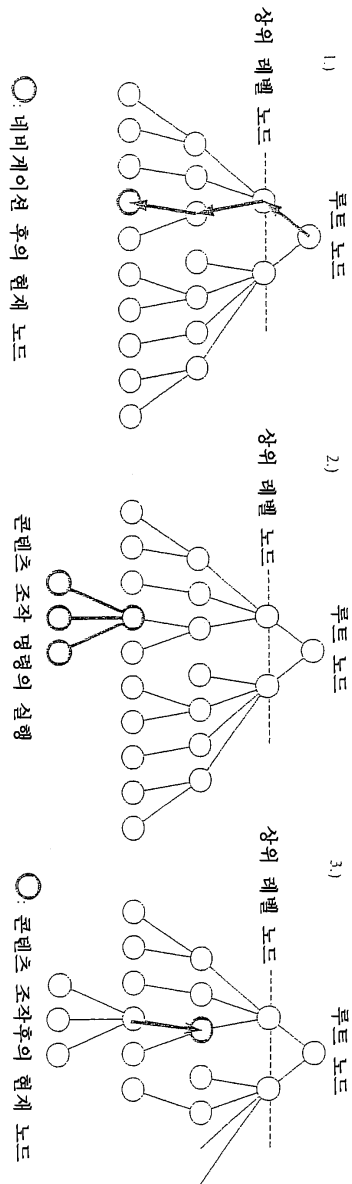 1.)
루트 노드
상위 레벨 노드
: 네비게이션 후의 현재 노드
2.)
루트 노드
상위 레벨 노드
콘텐츠 조작 명령의 실행
3.)
루트 노드
상위 레벨 노드
: 콘텐츠 조작후의 현재 노드